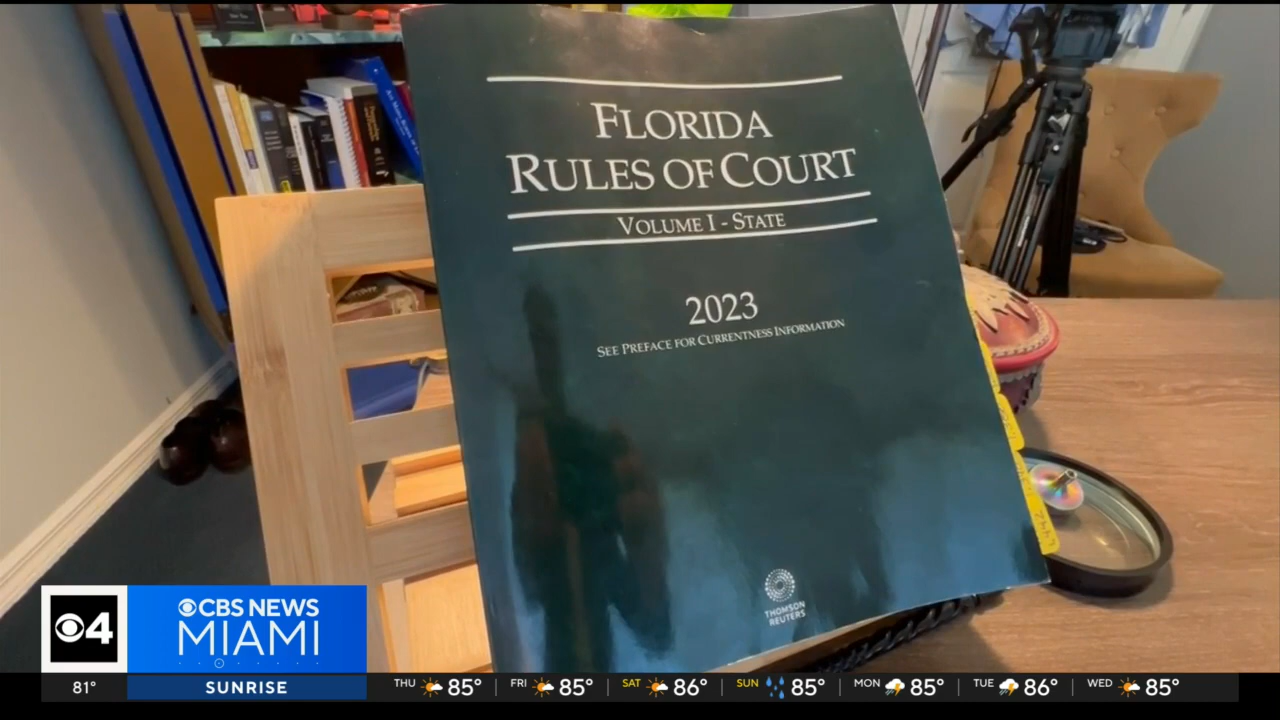 FLORIDA
RULES OF COURT
VOLUME I - STATE
2023
SEE PREFACE FOR CURRENTNESS INFORMATION
THOMSON
REUTERS
4
CBS NEWS
MIAMI
81° SUNRISE THU 85° FRI 85° SAT 86° SUN 85° MON 85° TUE 86° WED 85°